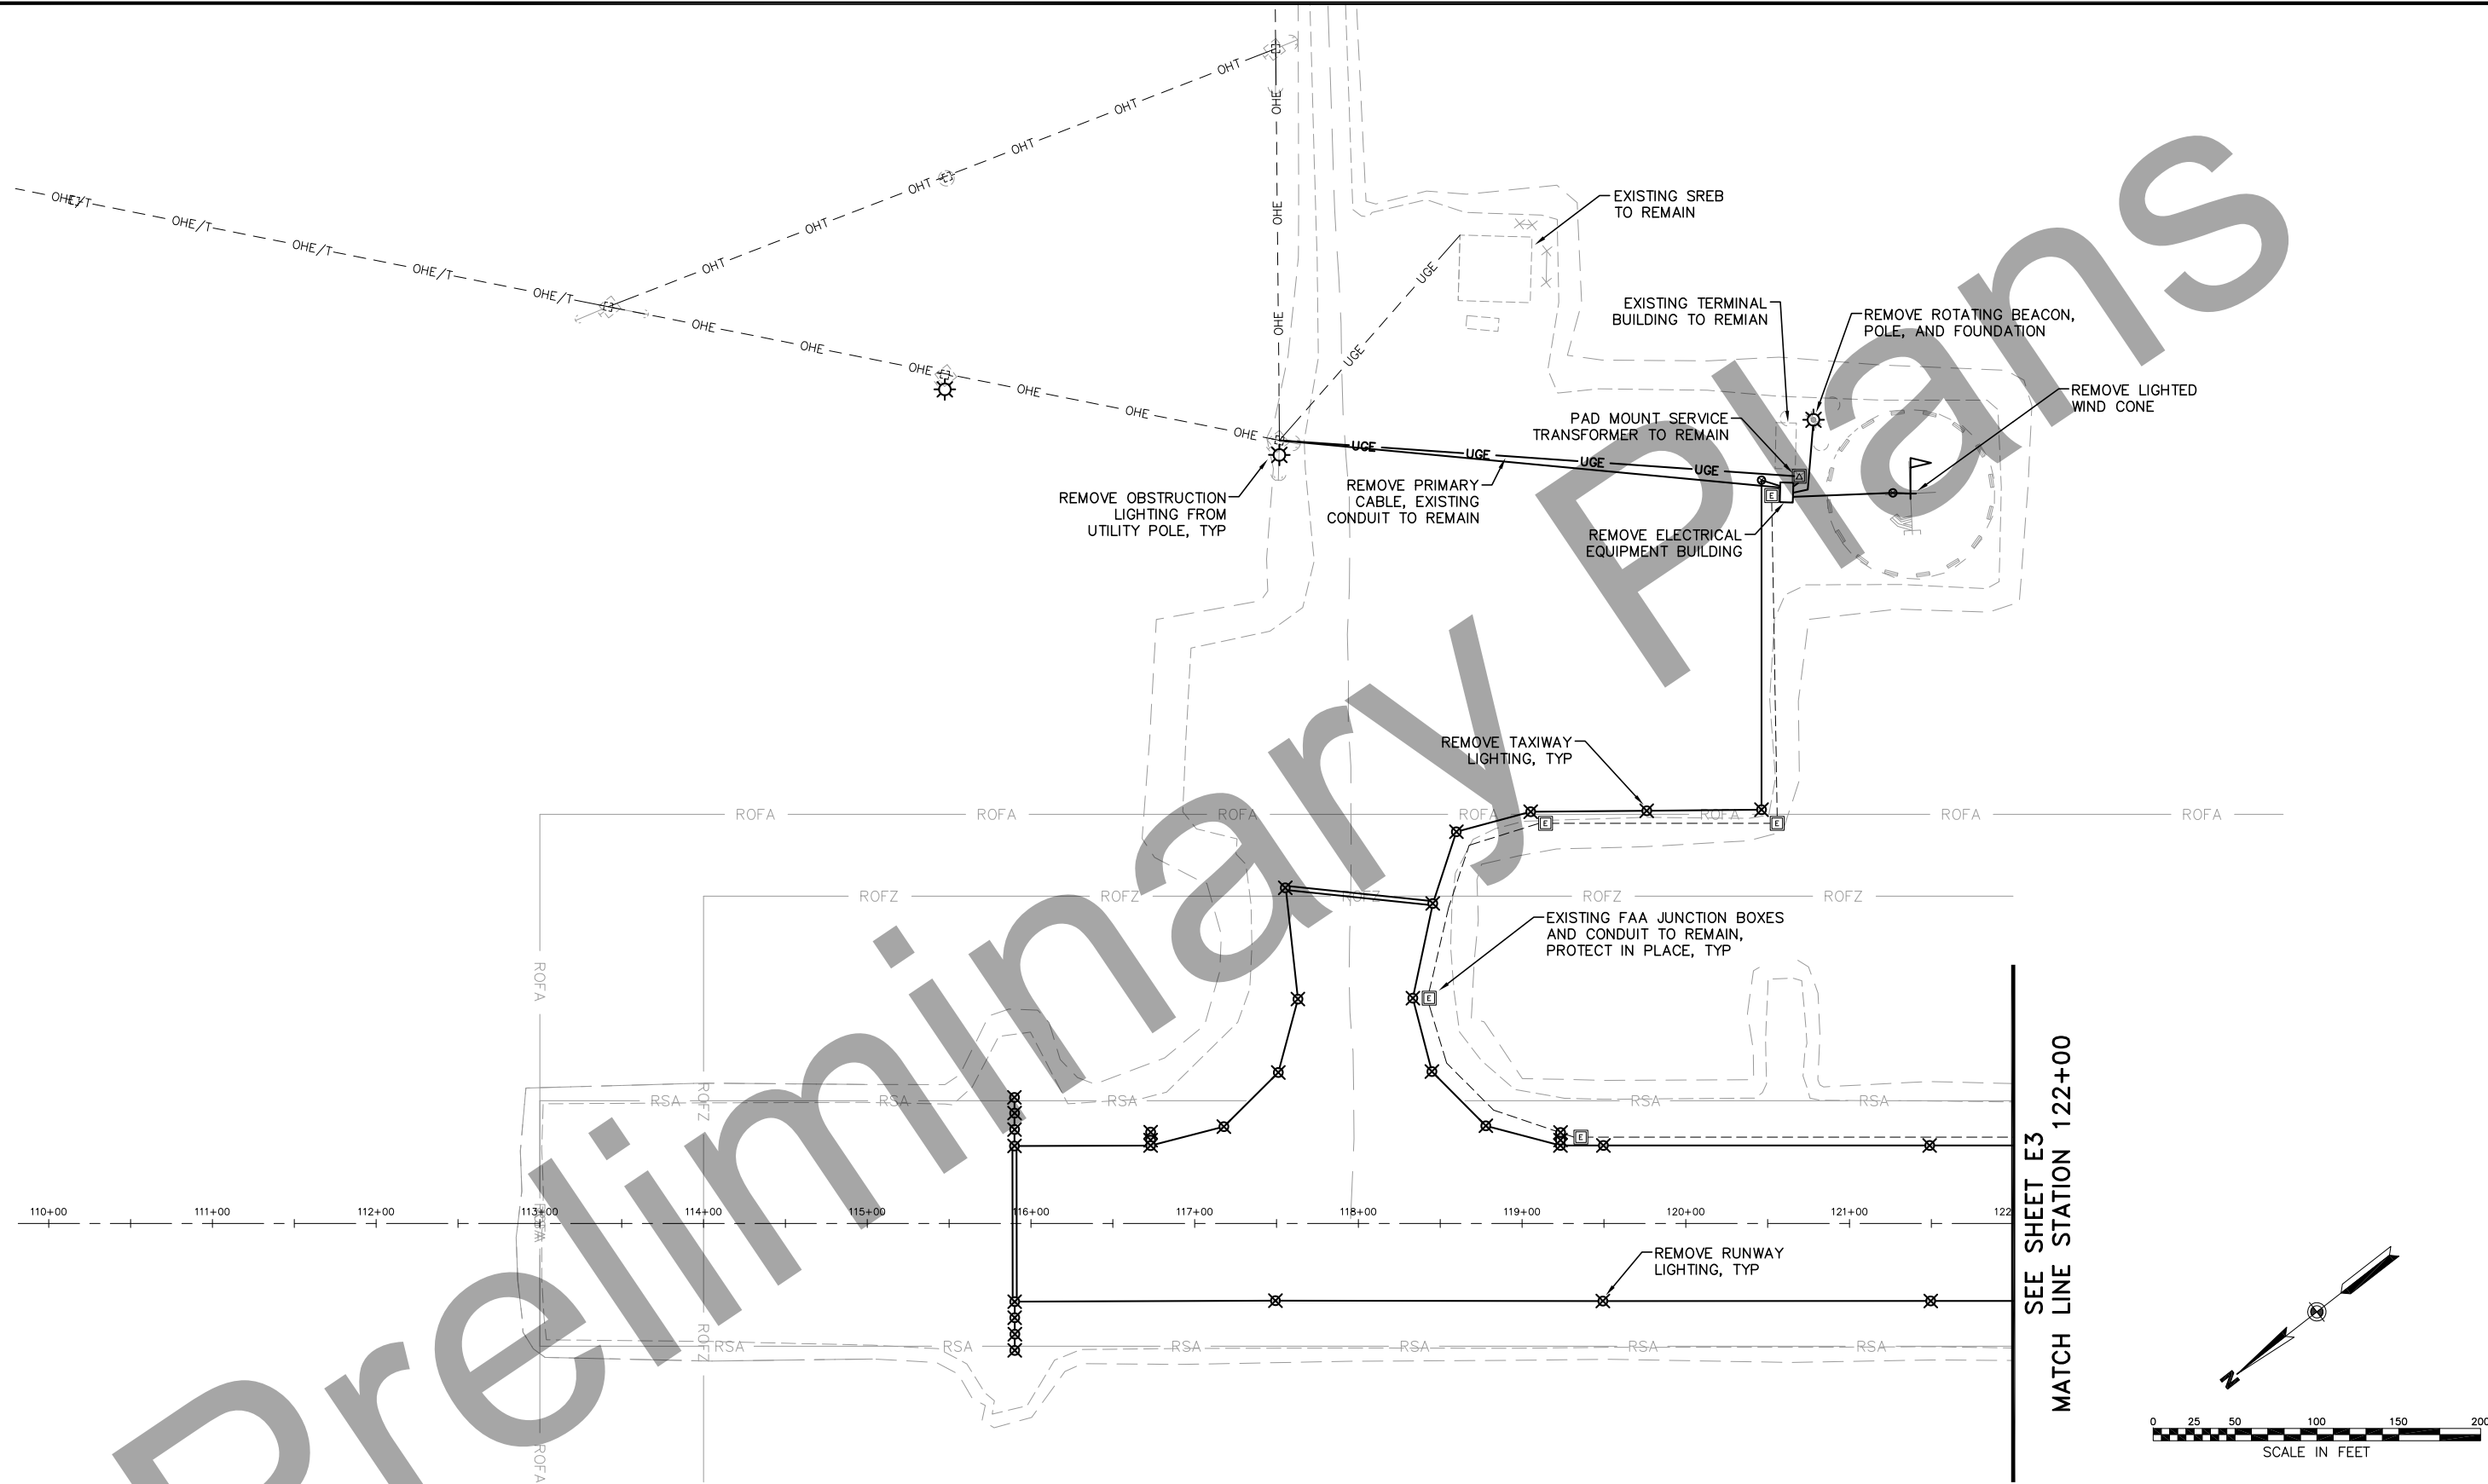 OHT
OHT
OHE
OHT
OHT
OHE/T
OHE/T
OHE
OHT
OHE/T
OHT
OHE/T
OHE/T
OHE
OHE
OHE
OHE
OHE
OHE
OHE
UGE
UGE
EXISTING SREB
TO REMAIN
EXISTING TERMINAL
BUILDING TO REMIAN
REMOVE ROTATING BEACON,
POLE, AND FOUNDATION
REMOVE LIGHTED
WIND CONE
PAD MOUNT SERVICE
TRANSFORMER TO REMAIN
UGE UGE UGE UGE
REMOVE OBSTRUCTION
LIGHTING FROM
UTILITY POLE, TYP
REMOVE PRIMARY
CABLE, EXISTING
CONDUIT TO REMAIN
E
REMOVE ELECTRICAL
EQUIPMENT BUILDING
REMOVE TAXIWAY
LIGHTING, TYP
ROFA ROFA ROFA ROFA ROFA ROFA ROFA
E E
ROFZ ROFZ ROFZ ROFZ ROFZ
EXISTING FAA JUNCTION BOXES
AND CONDUIT TO REMAIN,
PROTECT IN PLACE, TYP
ROFA
E
ROFZ
RSA RSA RSA RSA RSA
E
110+00 111+00 112+00 113+00 114+00 115+00 116+00 117+00 118+00 119+00 120+00 121+00 122
REMOVE RUNWAY
LIGHTING, TYP
ROFZ
RSA RSA RSA RSA RSA RSA
ROFA
SEE SHEET E3
MATCH LINE STATION 122+00
N
0 25 50 100 150 200
SCALE IN FEET
Preliminary Plans